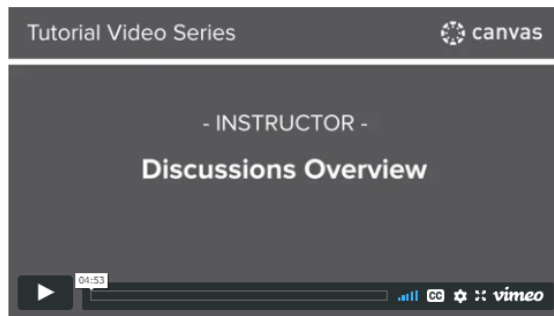 Tutorial Video Series
canvas
- INSTRUCTOR -
Discussions Overview
04:53
CC
vimeo